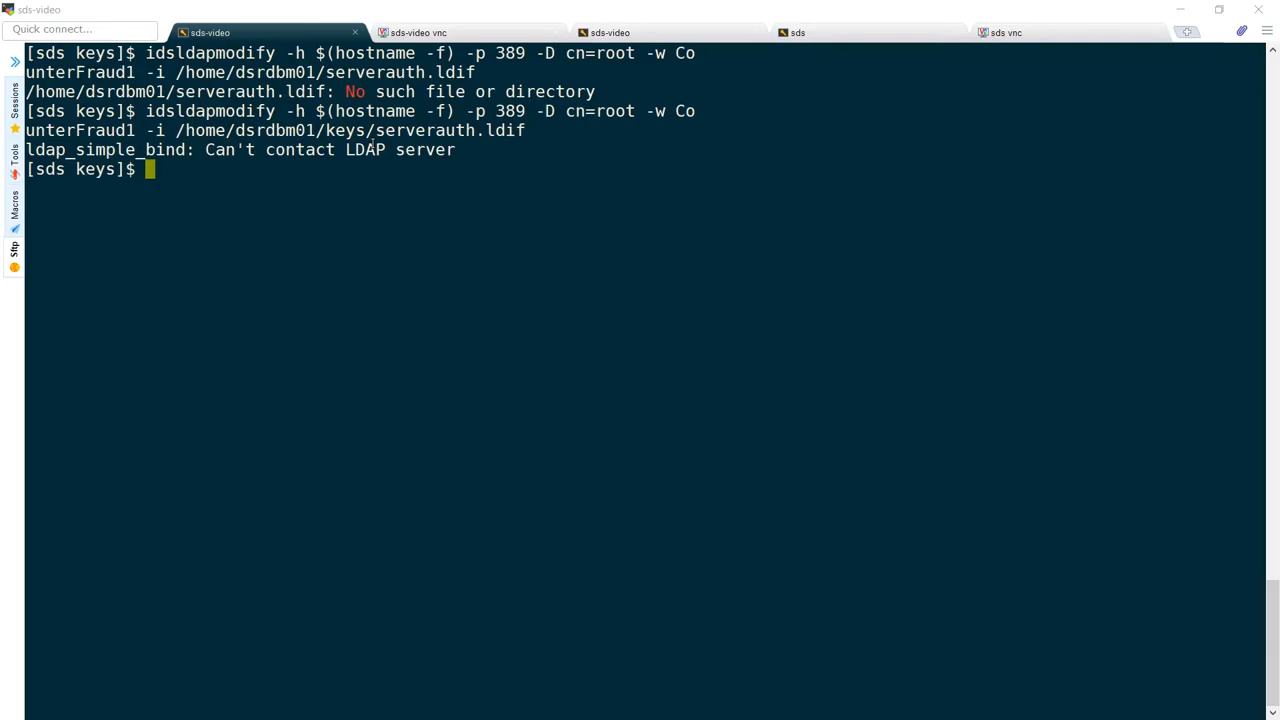 sds-video
Quick connect...
sds-video
sds-video vnc
sds-video
sds
sds vnc
Sessions
Tools
Macros
Sftp
[sds keys]$ idsldapmodify -h $(hostname -f) -p 389 -D cn=root -w Co
unterFraud1 -i /home/dsrdbm01/serverauth.ldif
/home/dsrdbm01/serverauth.ldif: No such file or directory
[sds keys]$ idsldapmodify -h $(hostname -f) -p 389 -D cn=root -w Co
unterFraud1 -i /home/dsrdbm01/keys/serverauth.ldif
ldap_simple_bind: Can't contact LDAP server
[sds keys]$